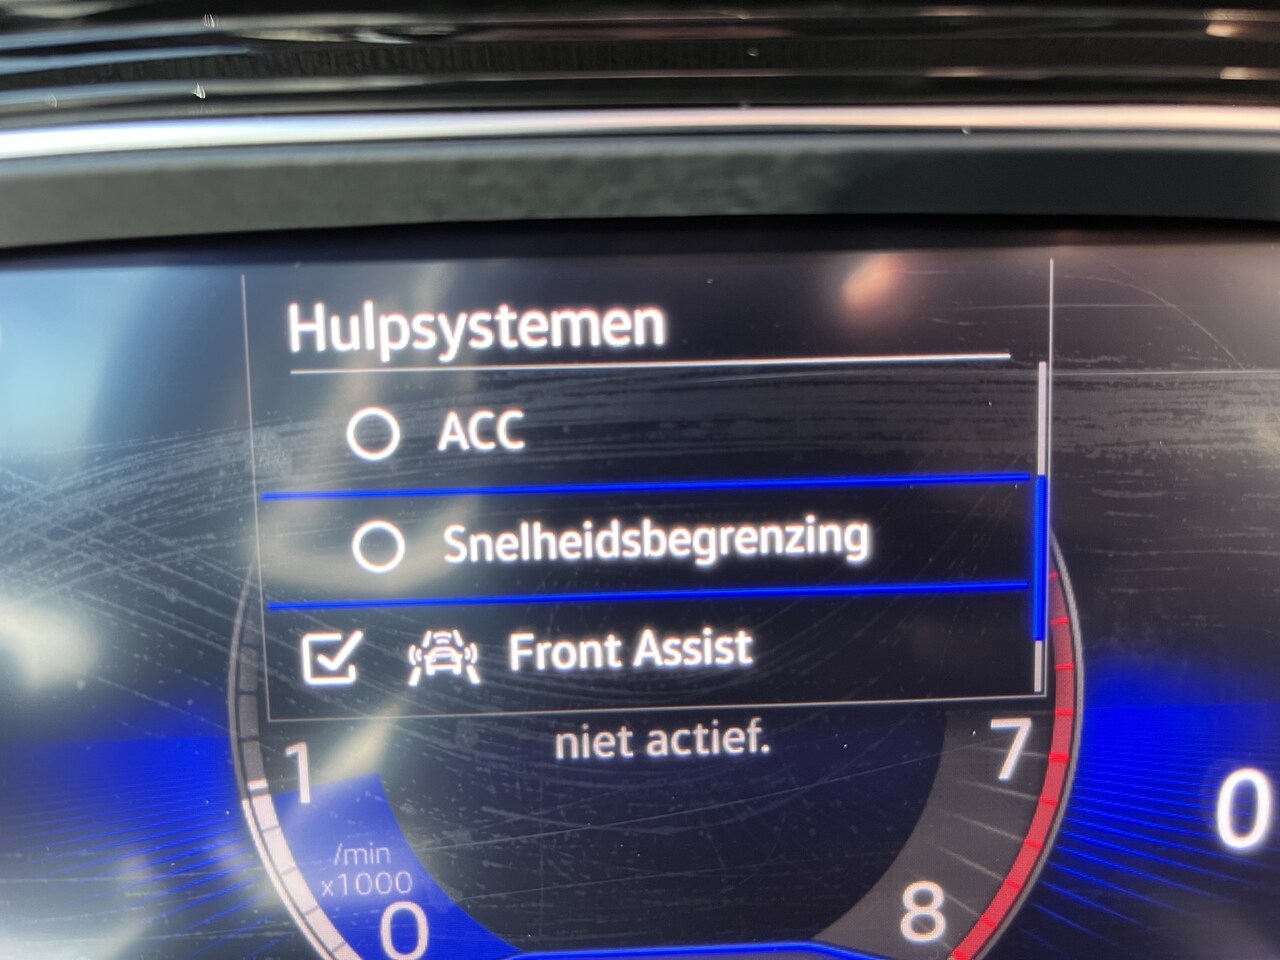 Hulpsystemen
ACC
Snelheidsbegrenzing
Front Assist
niet actief.
1
7
0
/min
x1000
0
8